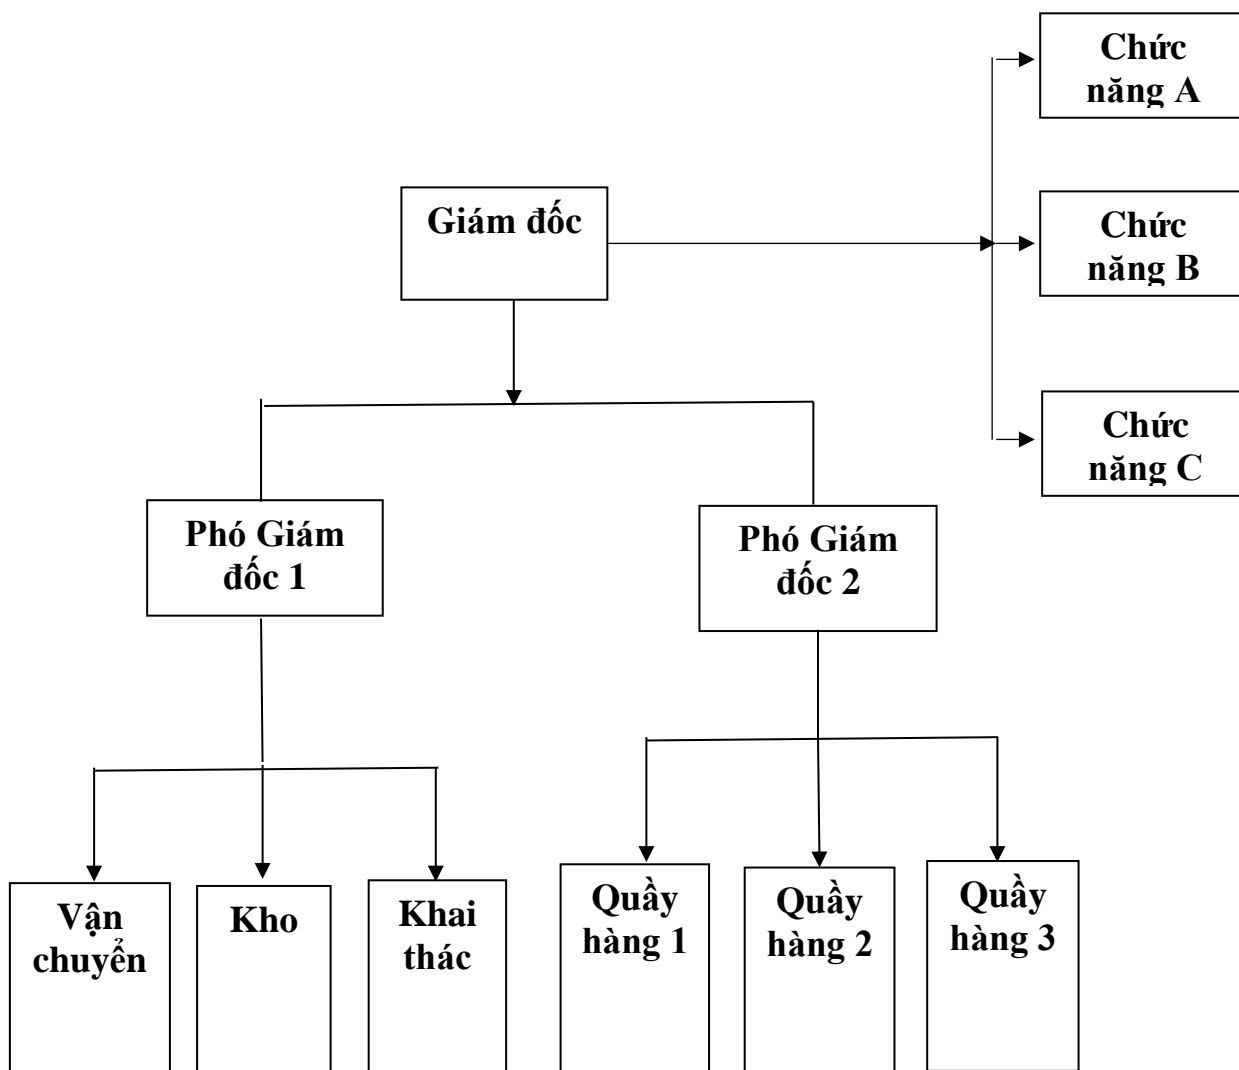 Chức
năng A
Giám đốc
Chức
năng B
Chức
năng C
Phó Giám
đốc 1
Phó Giám
đốc 2
Vận
chuyển
Kho
Khai
thác
Quầy
hàng 1
Quầy
hàng 2
Quầy
hàng 3